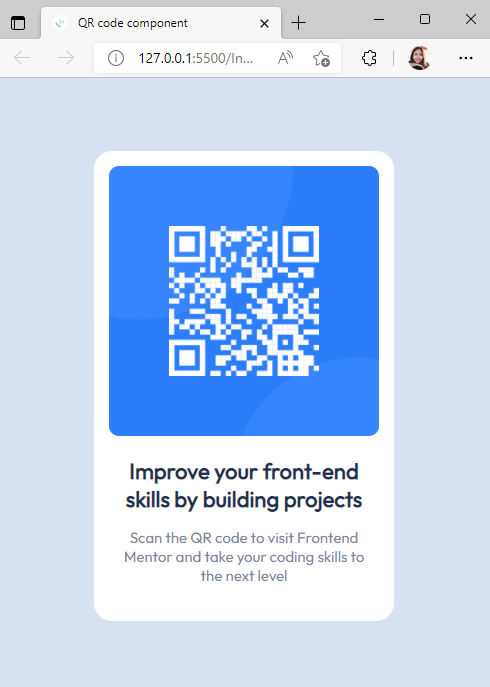 QR code component
127.0.0.1:5500/In...
Improve your front-end
skills by building projects
Scan the QR code to visit Frontend
Mentor and take your coding skills to
the next level